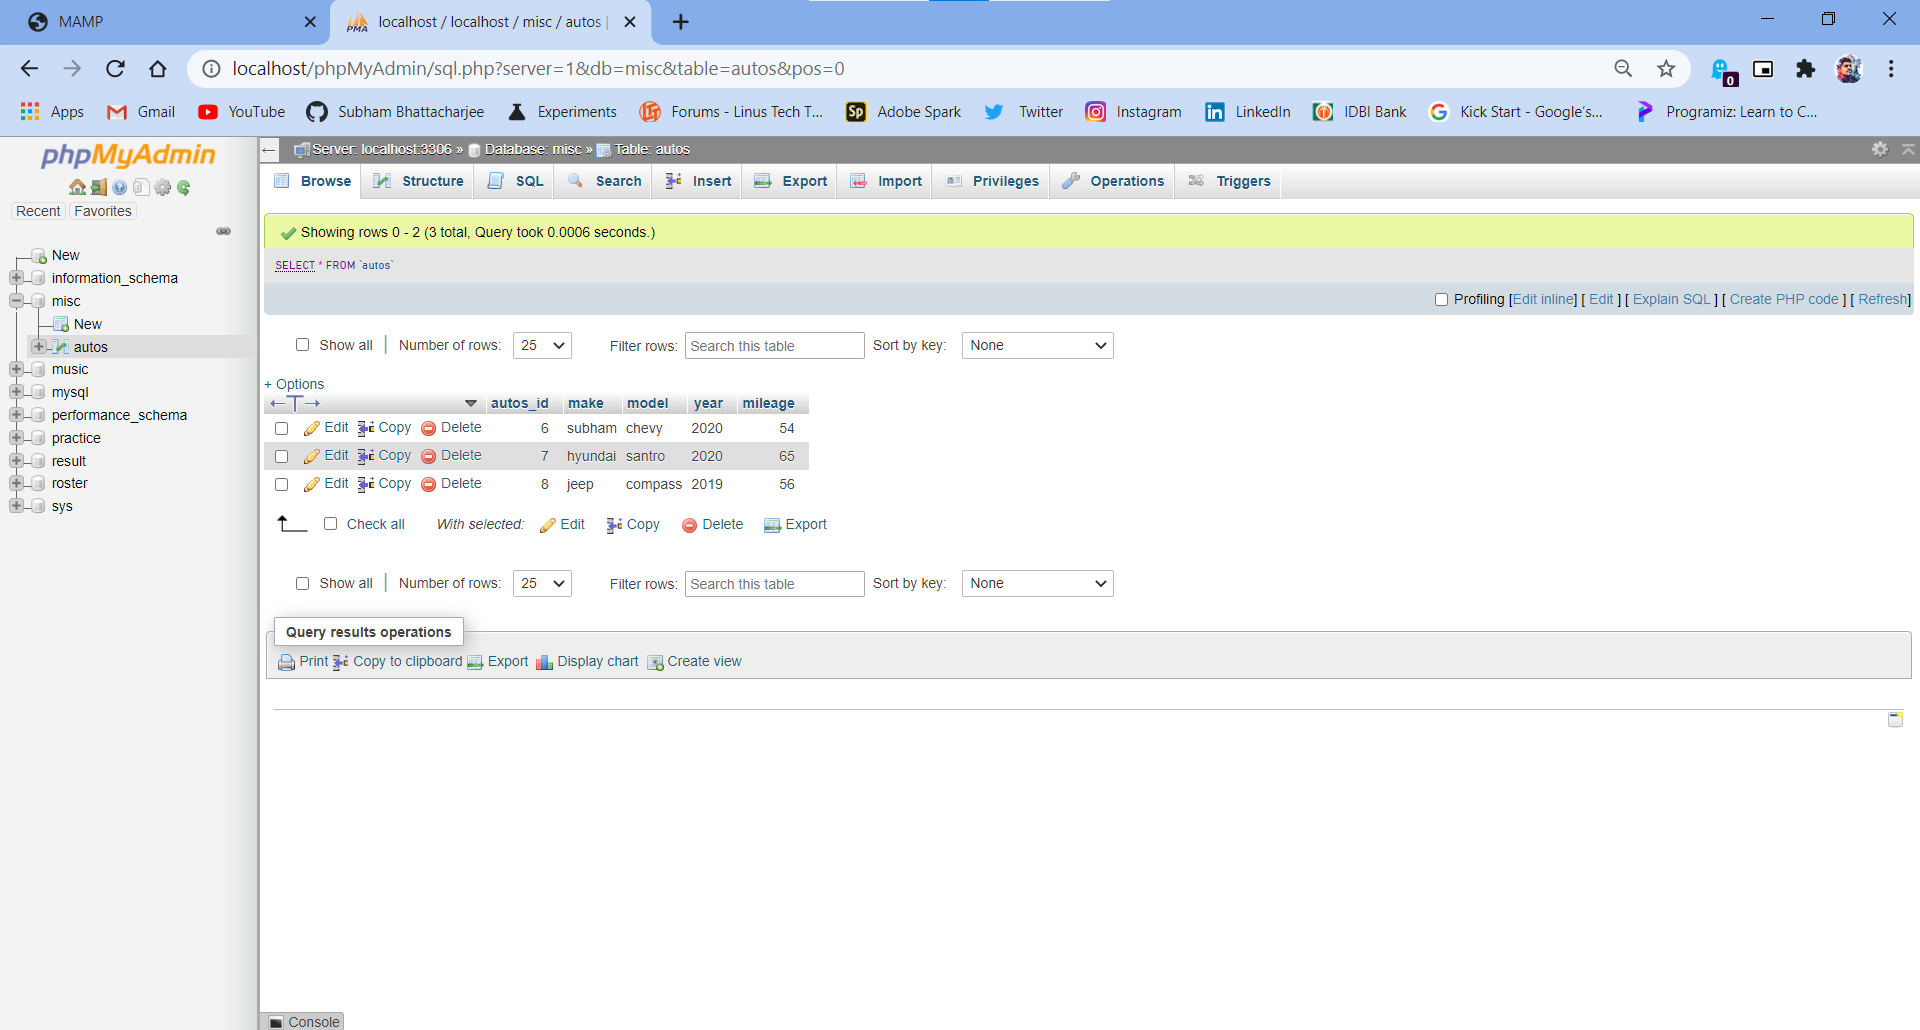 MAMP
localhost / localhost / misc / autos |
localhost/phpMyAdmin/sql.php?server=1&db=misc&table=autos&pos=0
0
Apps Gmail YouTube Subham Bhattacharjee Experiments Forums - Linus Tech T... Sp Adobe Spark Twitter Instagram LinkedIn IDBI Bank Kick Start - Google's... Programiz: Learn to C...
phpMyAdmin
Recent Favorites
New
information_schema
misc
New
autos
music
mysql
performance_schema
practice
result
roster
sys
Server: localhost:3306 » Database: misc » Table: autos
Browse Structure SQL Search Insert Export Import Privileges Operations Triggers
Showing rows 0 - 2 (3 total, Query took 0.0006 seconds.)
SELECT * FROM `autos`
Profiling [Edit inline] [ Edit ] [ Explain SQL ] [ Create PHP code ] [ Refresh]
Show all | Number of rows: 25 Filter rows: Search this table Sort by key: None
+ Options
←T→ autos_id make model year mileage
Edit Copy Delete 6 subham chevy 2020 54
Edit Copy Delete 7 hyundai santro 2020 65
Edit Copy Delete 8 jeep compass 2019 56
Check all With selected: Edit Copy Delete Export
Show all | Number of rows: 25 Filter rows: Search this table Sort by key: None
Query results operations
Print Copy to clipboard Export Display chart Create view
Console